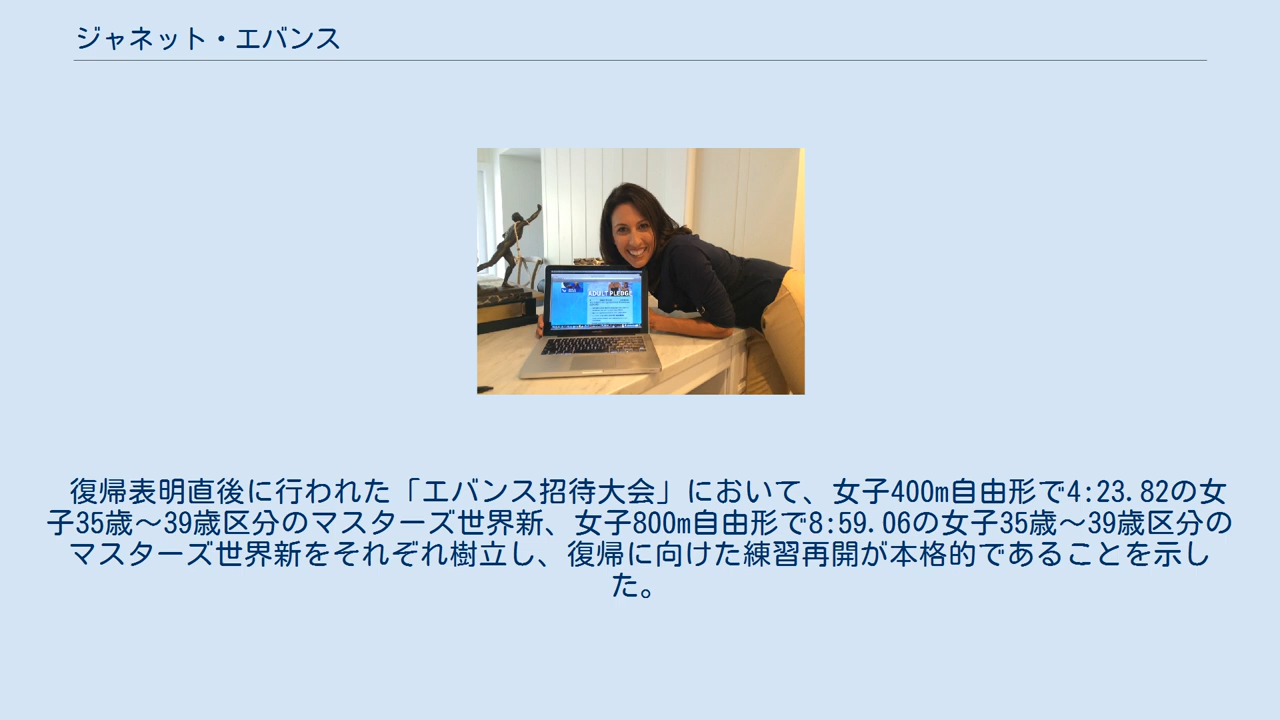 ジャネット・エバンス
ADULT PLEDGE
復帰表明直後に行われた「エバンス招待大会」において、女子400m自由形で4:23.82の女
子35歳〜39歳区分のマスターズ世界新、女子800m自由形で8:59.06の女子35歳〜39歳区分の
マスターズ世界新をそれぞれ樹立し、復帰に向けた練習再開が本格的であることを示し
た。